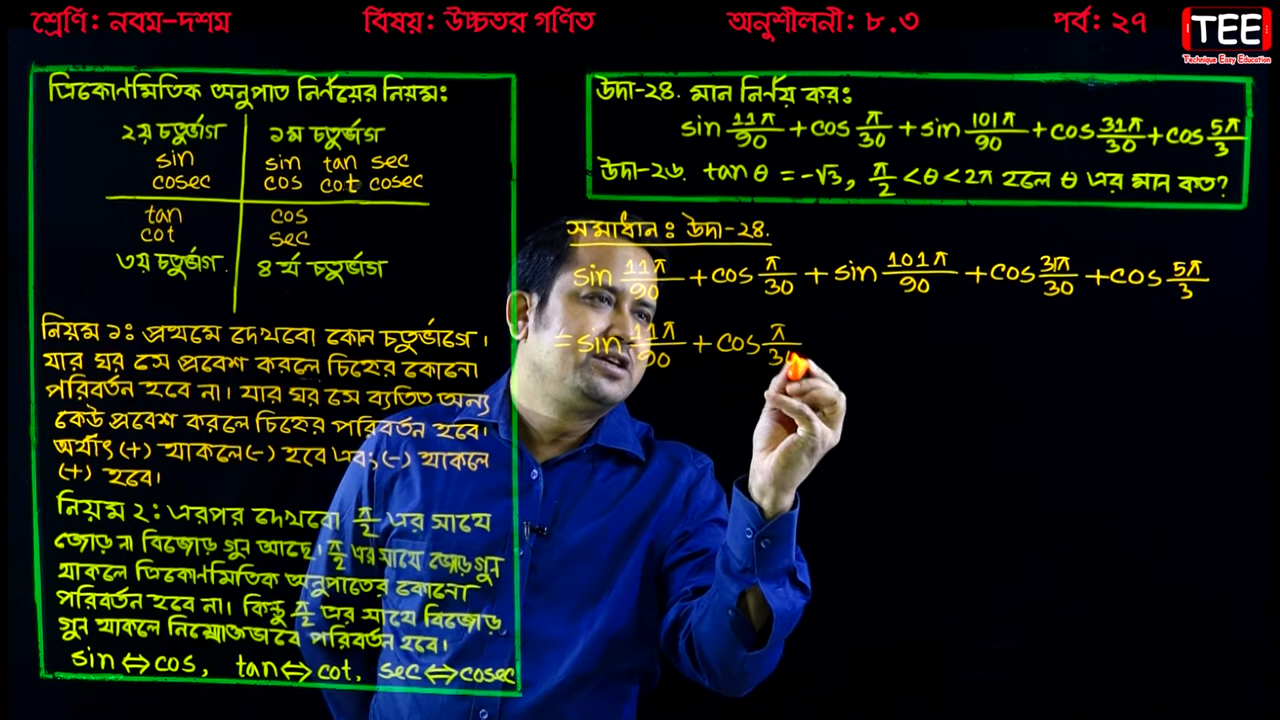 শ্রেণি: নবম-দশম বিষয়: উচ্চতর গণিত অনুশীলনী: ৮.৩ পর্ব: ২৭
TEE
Technique Easy Education
ত্রিকোণমিতিক অনুপাত নির্ণয়ের নিয়ম:
২য় চতুর্ভাগ ১ম চতুর্ভাগ
sin sin tan sec
cosec cos cot cosec
tan cos
cot sec
৩য় চতুর্ভাগ. ৪র্থ চতুর্ভাগ
নিয়ম ১: প্রথমে দেখবো কোন চতুর্ভাগে।
যার ঘর সে প্রবেশ করলে চিহ্নের কোনো
পরিবর্তন হবে না। যার ঘর সে ব্যতিত অন্য
কেউ প্রবেশ করলে চিহ্নের পরিবর্তন হবে।
অর্থাৎ (+) থাকলে (-) হবে এবং (-) থাকলে
(+) হবে।
নিয়ম ২: এরপর দেখবো π/2 এর সাথে
জোড় না বিজোড় গুন আছে। π/2 এর সাথে জোড় গুন
থাকলে ত্রিকোণমিতিক অনুপাতের কোনো
পরিবর্তন হবে না। কিন্তু π/2 এর সাথে বিজোড়
গুন থাকলে নিম্নোক্তভাবে পরিবর্তন হবে।
sin ⇔ cos, tan ⇔ cot, sec ⇔ cosec
উদা-২৪. মান নির্ণয় কর:
sin 11π/90 + cos π/30 + sin 101π/90 + cos 31π/30 + cos 5π/3
উদা-২৬. tan θ = -√3, π/2 < θ < 2π হলে θ এর মান কত?
সমাধান: উদা-২৪.
sin 11π/90 + cos π/30 + sin 101π/90 + cos 31π/30 + cos 5π/3
= sin 11π/90 + cos π/30